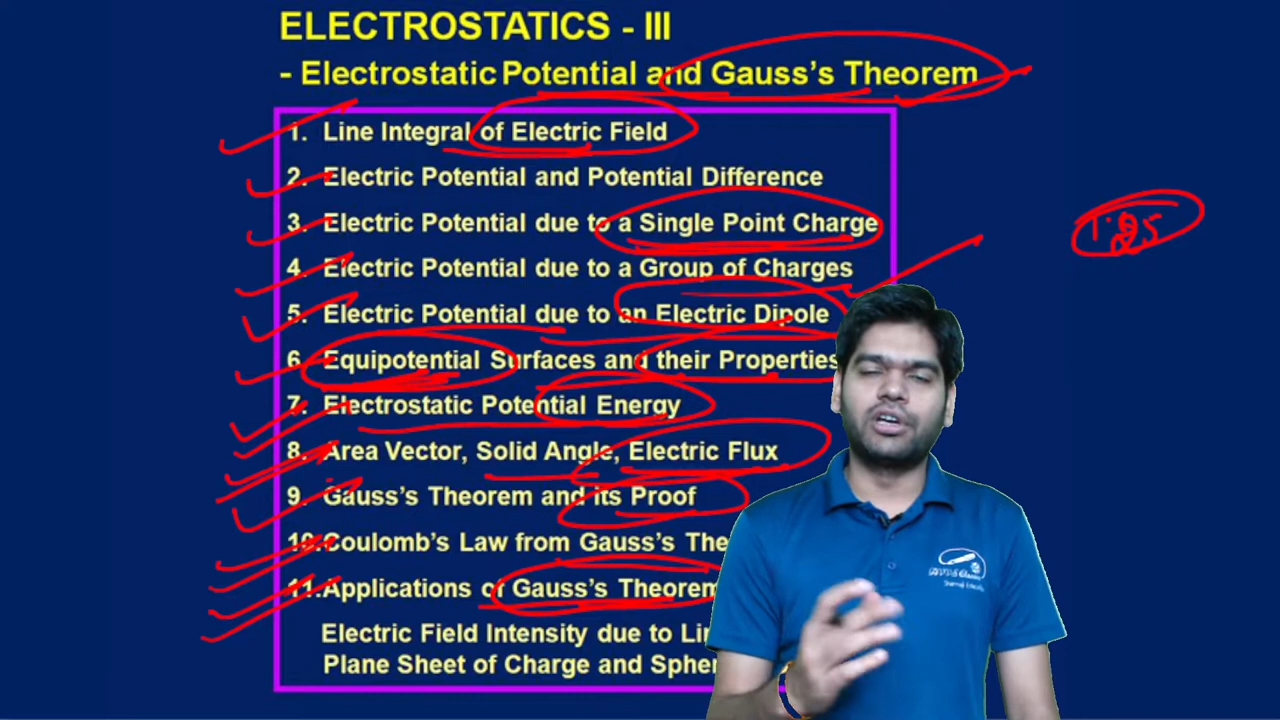 ELECTROSTATICS - III
- Electrostatic Potential and Gauss's Theorem
1. Line Integral of Electric Field
2. Electric Potential and Potential Difference
3. Electric Potential due to a Single Point Charge
4. Electric Potential due to a Group of Charges
5. Electric Potential due to an Electric Dipole
6. Equipotential Surfaces and their Properties
7. Electrostatic Potential Energy
8. Area Vector, Solid Angle, Electric Flux
9. Gauss's Theorem and its Proof
10. Coulomb's Law from Gauss's The
11. Applications of Gauss's Theorem
Electric Field Intensity due to Li
Plane Sheet of Charge and Spher